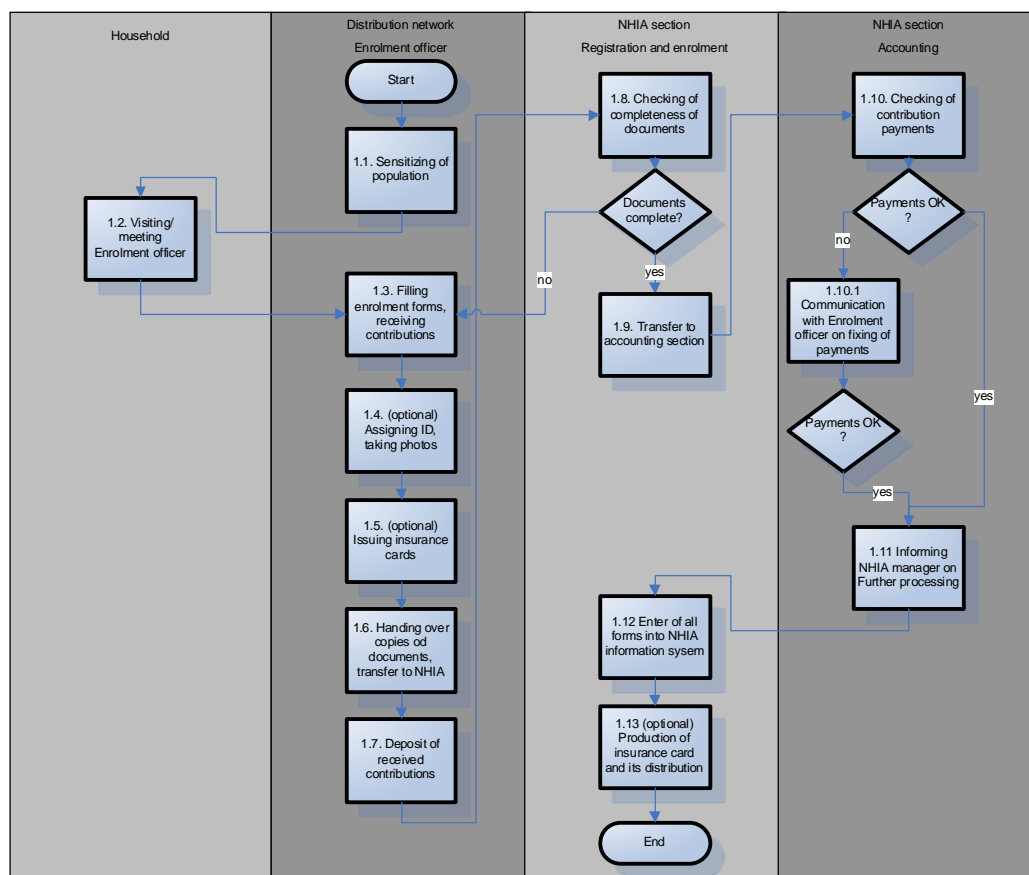 Household
Distribution network
Enrolment officer
Start
1.1. Sensitizing of
population
1.2. Visiting/
meeting
Enrolment officer
1.3. Filling
enrolment forms,
receiving
contributions
1.4. (optional)
Assigning ID,
taking photos
1.5. (optional)
Issuing insurance
cards
1.6. Handing over
copies od
documents,
transfer to NHIA
1.7. Deposit of
received
contributions
NHIA section
Registration and enrolment
1.8. Checking of
completeness of
documents
Documents
complete?
no
yes
1.9. Transfer to
accounting section
1.12 Enter of all
forms into NHIA
information sysem
1.13 (optional)
Production of
insurance card
and its distribution
End
NHIA section
Accounting
1.10. Checking of
contribution
payments
Payments OK
?
no
1.10.1
Communication
with Enrolment
officer on fixing of
payments
yes
Payments OK
?
yes
1.11 Informing
NHIA manager on
Further processing